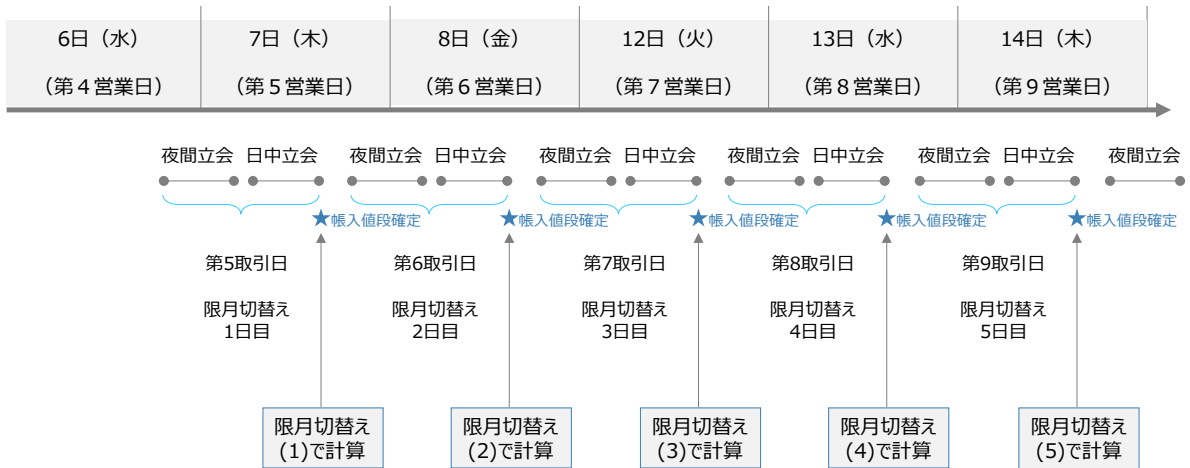 6日（水） 7日（木） 8日（金） 12日（火） 13日（水） 14日（木）
（第４営業日） （第５営業日） （第６営業日） （第７営業日） （第８営業日） （第９営業日）
夜間立会 日中立会 夜間立会 日中立会 夜間立会 日中立会 夜間立会 日中立会 夜間立会 日中立会 夜間立会
★帳入値段確定 ★帳入値段確定 ★帳入値段確定 ★帳入値段確定 ★帳入値段確定
第5取引日 第6取引日 第7取引日 第8取引日 第9取引日
限月切替え 限月切替え 限月切替え 限月切替え 限月切替え
1日目 2日目 3日目 4日目 5日目
限月切替え 限月切替え 限月切替え 限月切替え 限月切替え
(1)で計算 (2)で計算 (3)で計算 (4)で計算 (5)で計算